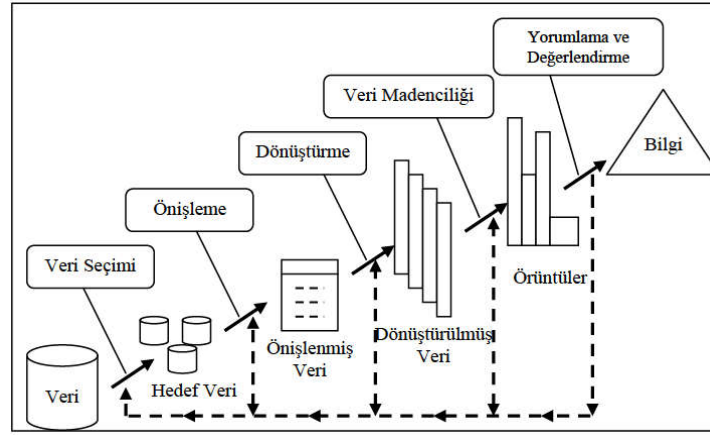 Yorumlama ve
Değerlendirme
Veri Madenciliği
Bilgi
Dönüştürme
Önişleme
Örüntüler
Veri Seçimi
Dönüştürülmüş
Veri
Önişlenmiş
Veri
Hedef Veri
Veri